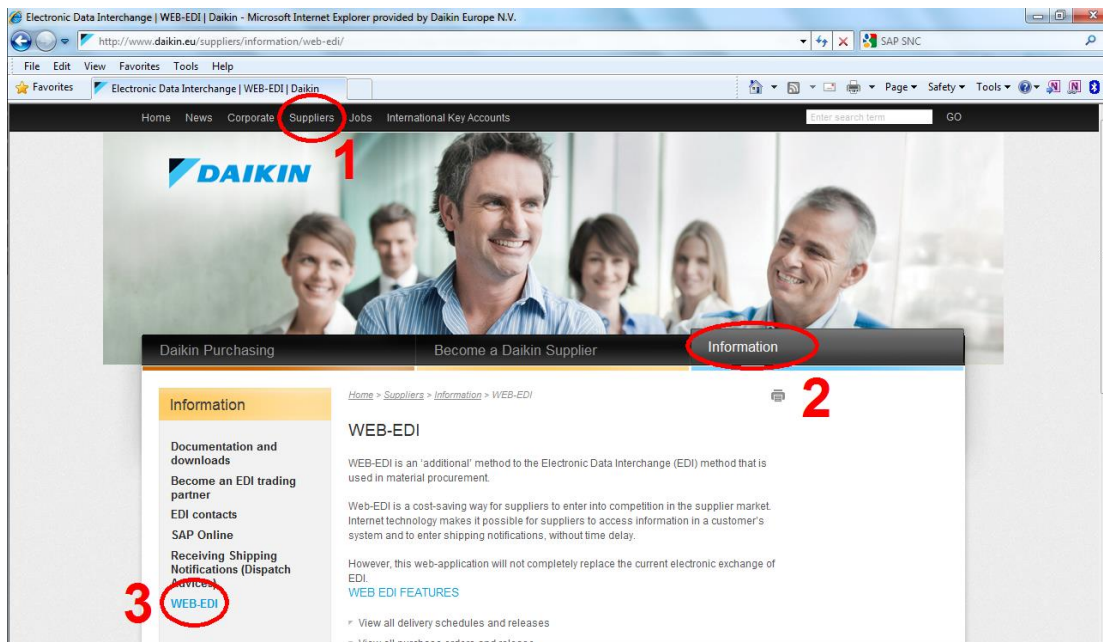 Electronic Data Interchange | WEB-EDI | Daikin - Microsoft Internet Explorer provided by Daikin Europe N.V.
http://www.daikin.eu/suppliers/information/web-edi/
SAP SNC
File Edit View Favorites Tools Help
Favorites
Electronic Data Interchange | WEB-EDI | Daikin
Page
Safety
Tools
Home News Corporate Suppliers Jobs International Key Accounts
Enter search term
GO
1
DAIKIN
Daikin Purchasing
Become a Daikin Supplier
Information
2
Information
Documentation and
downloads
Become an EDI trading
partner
EDI contacts
SAP Online
Receiving Shipping
Notifications (Dispatch
Advices)
3
WEB-EDI
Home > Suppliers > Information > WEB-EDI
WEB-EDI
WEB-EDI is an 'additional' method to the Electronic Data Interchange (EDI) method that is
used in material procurement.
Web-EDI is a cost-saving way for suppliers to enter into competition in the supplier market.
Internet technology makes it possible for suppliers to access information in a customer's
system and to enter shipping notifications, without time delay.
However, this web-application will not completely replace the current electronic exchange of
EDI.
WEB EDI FEATURES
View all delivery schedules and releases
View all purchase orders and release